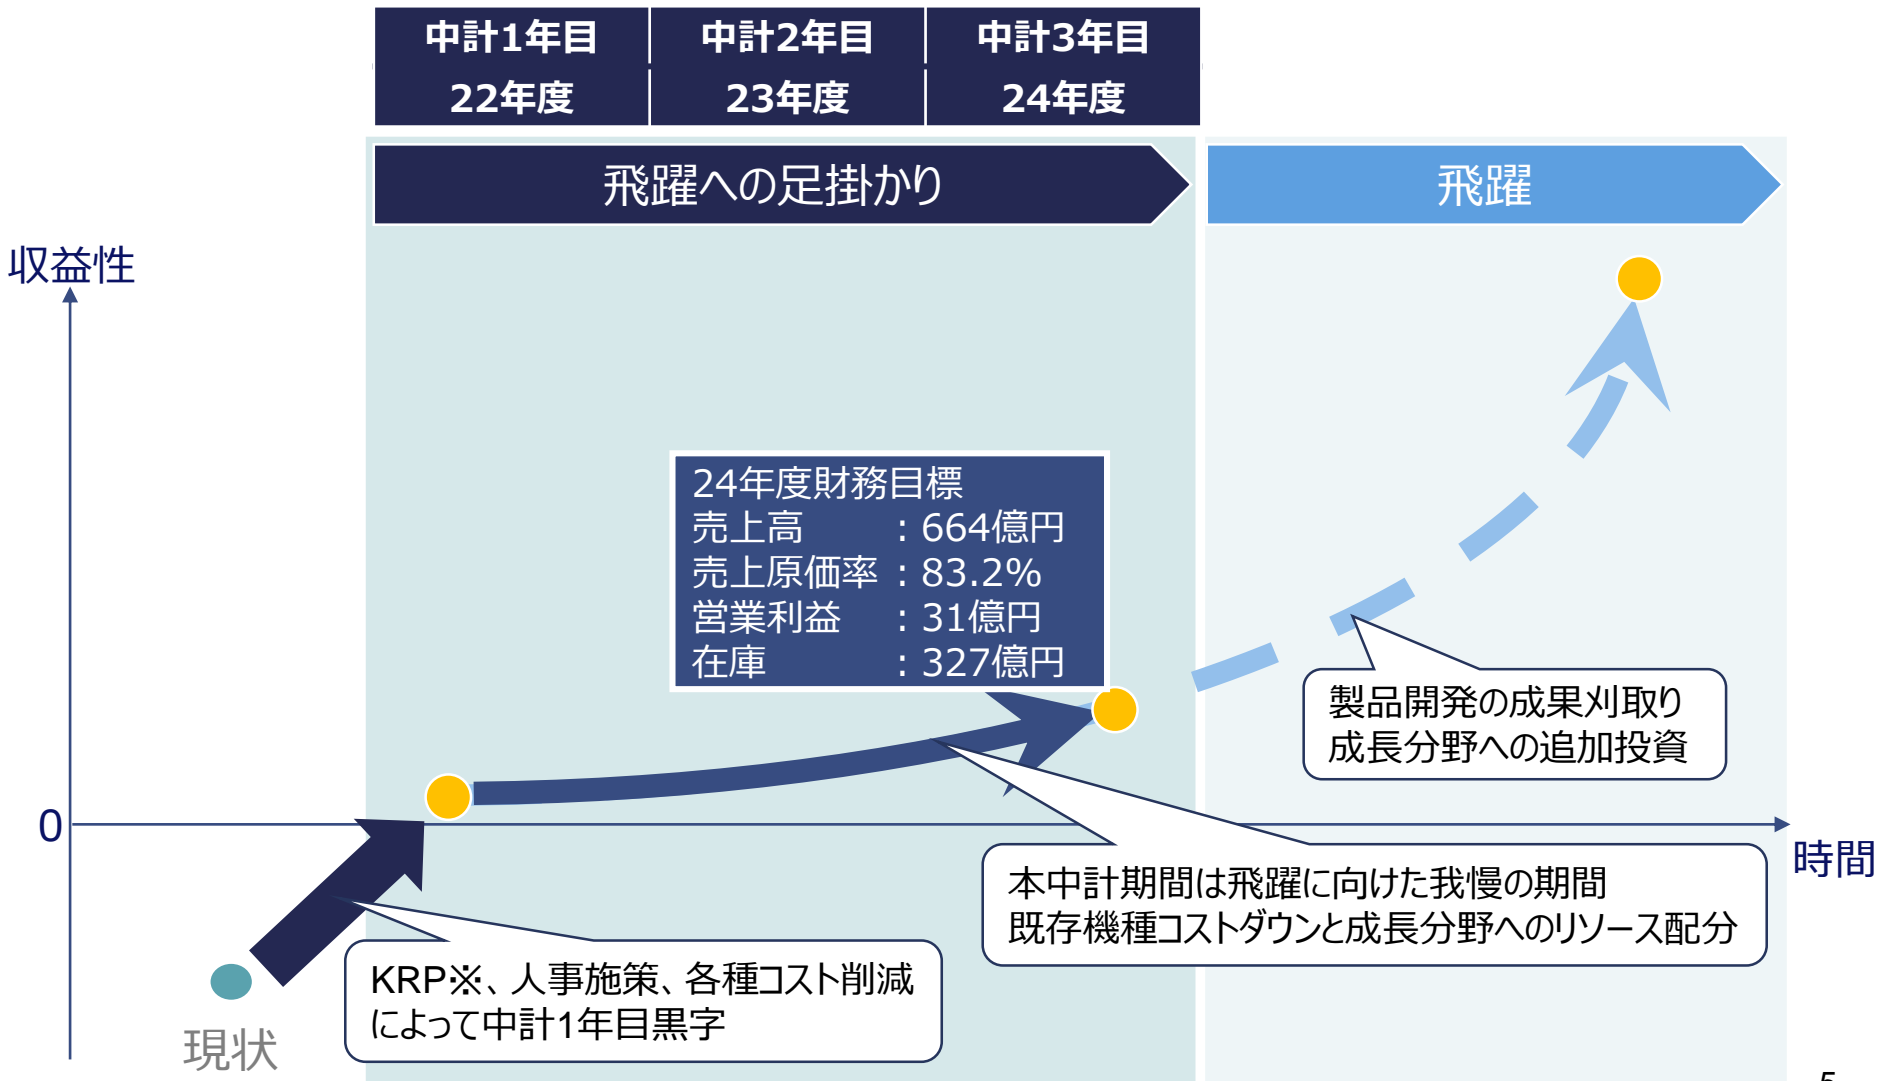 中計1年目 中計2年目 中計3年目
22年度 23年度 24年度
飛躍への足掛かり 飛躍
収益性
24年度財務目標
売上高 : 664億円
売上原価率 : 83.2%
営業利益 : 31億円
在庫 : 327億円
製品開発の成果刈取り
成長分野への追加投資
0
時間
本中計期間は飛躍に向けた我慢の期間
既存機種コストダウンと成長分野へのリソース配分
KRP※、人事施策、各種コスト削減
によって中計1年目黒字
現状
5